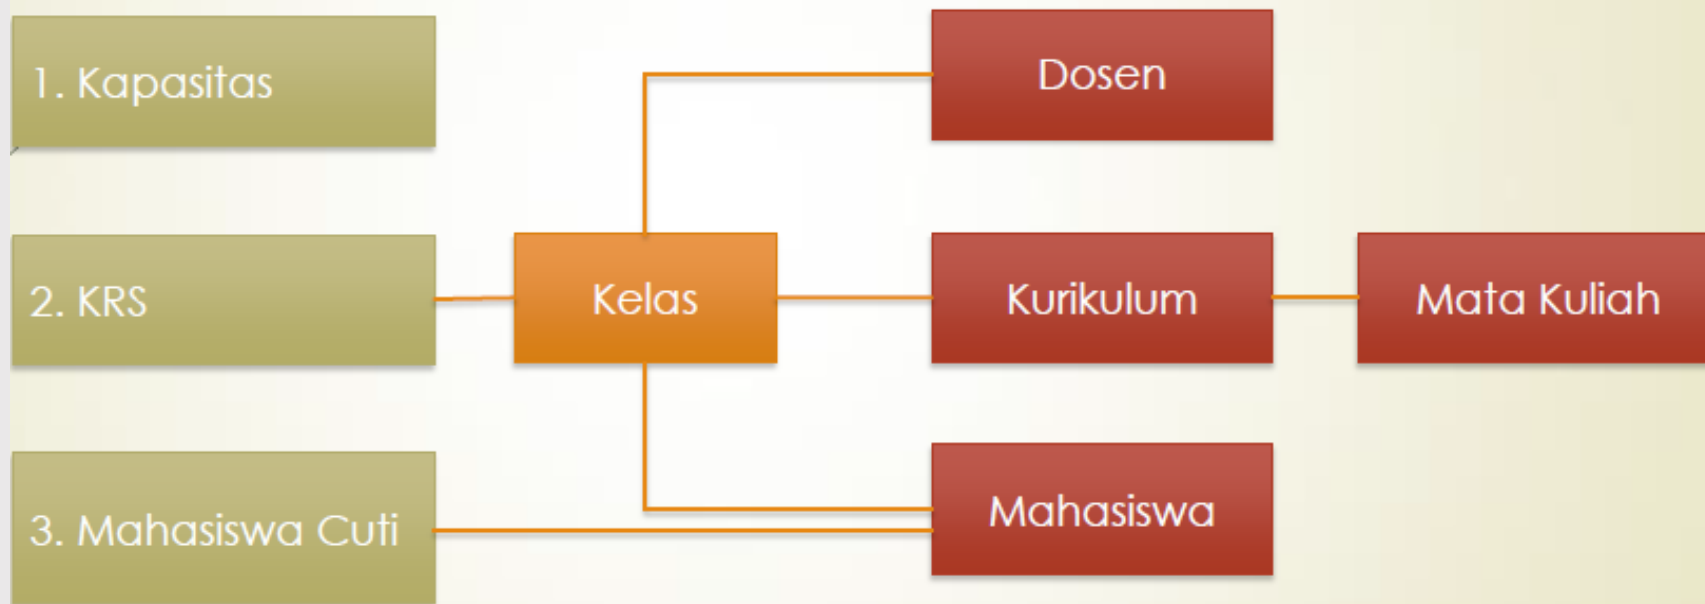 1. Kapasitas
Dosen
2. KRS
Kelas
Kurikulum
Mata Kuliah
3. Mahasiswa Cuti
Mahasiswa